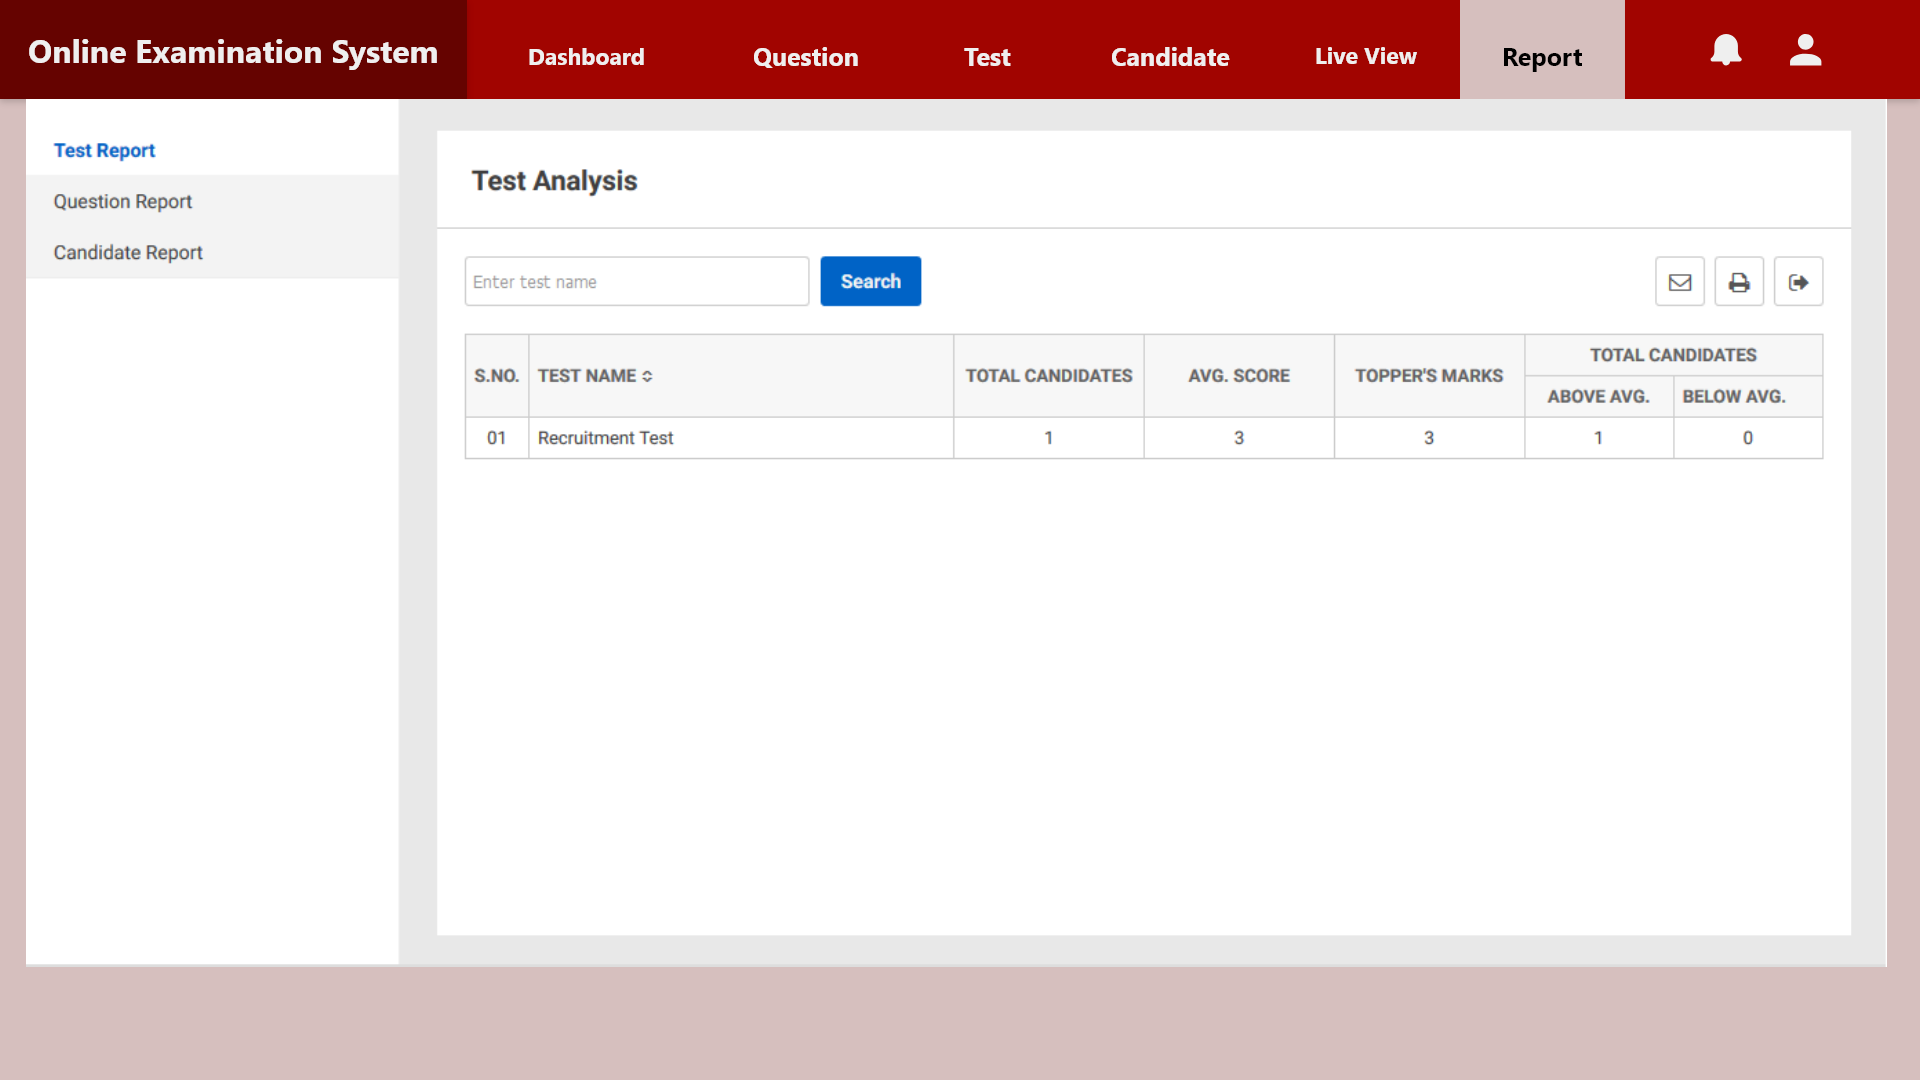 Online Examination System
Dashboard
Question
Test
Candidate
Live View
Report
Test Report
Question Report
Candidate Report
Test Analysis
Enter test name
Search
S.NO.
TEST NAME
TOTAL CANDIDATES
AVG. SCORE
TOPPER'S MARKS
TOTAL CANDIDATES
ABOVE AVG.
BELOW AVG.
01
Recruitment Test
1
3
3
1
0